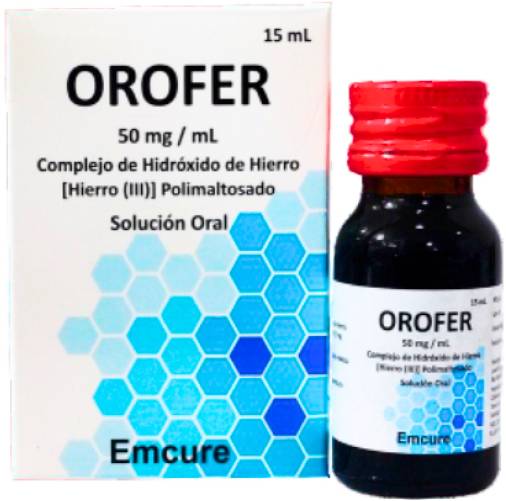 15 mL
OROFER
50 mg / mL
Complejo de Hidróxido de Hierro
[Hierro (III)] Polimaltosado
Solución Oral
Emcure
15 mL
OROFER
50 mg / mL
Complejo de Hidróxido de Hierro
[Hierro (III)] Polimaltosado
Solución Oral
Emcure